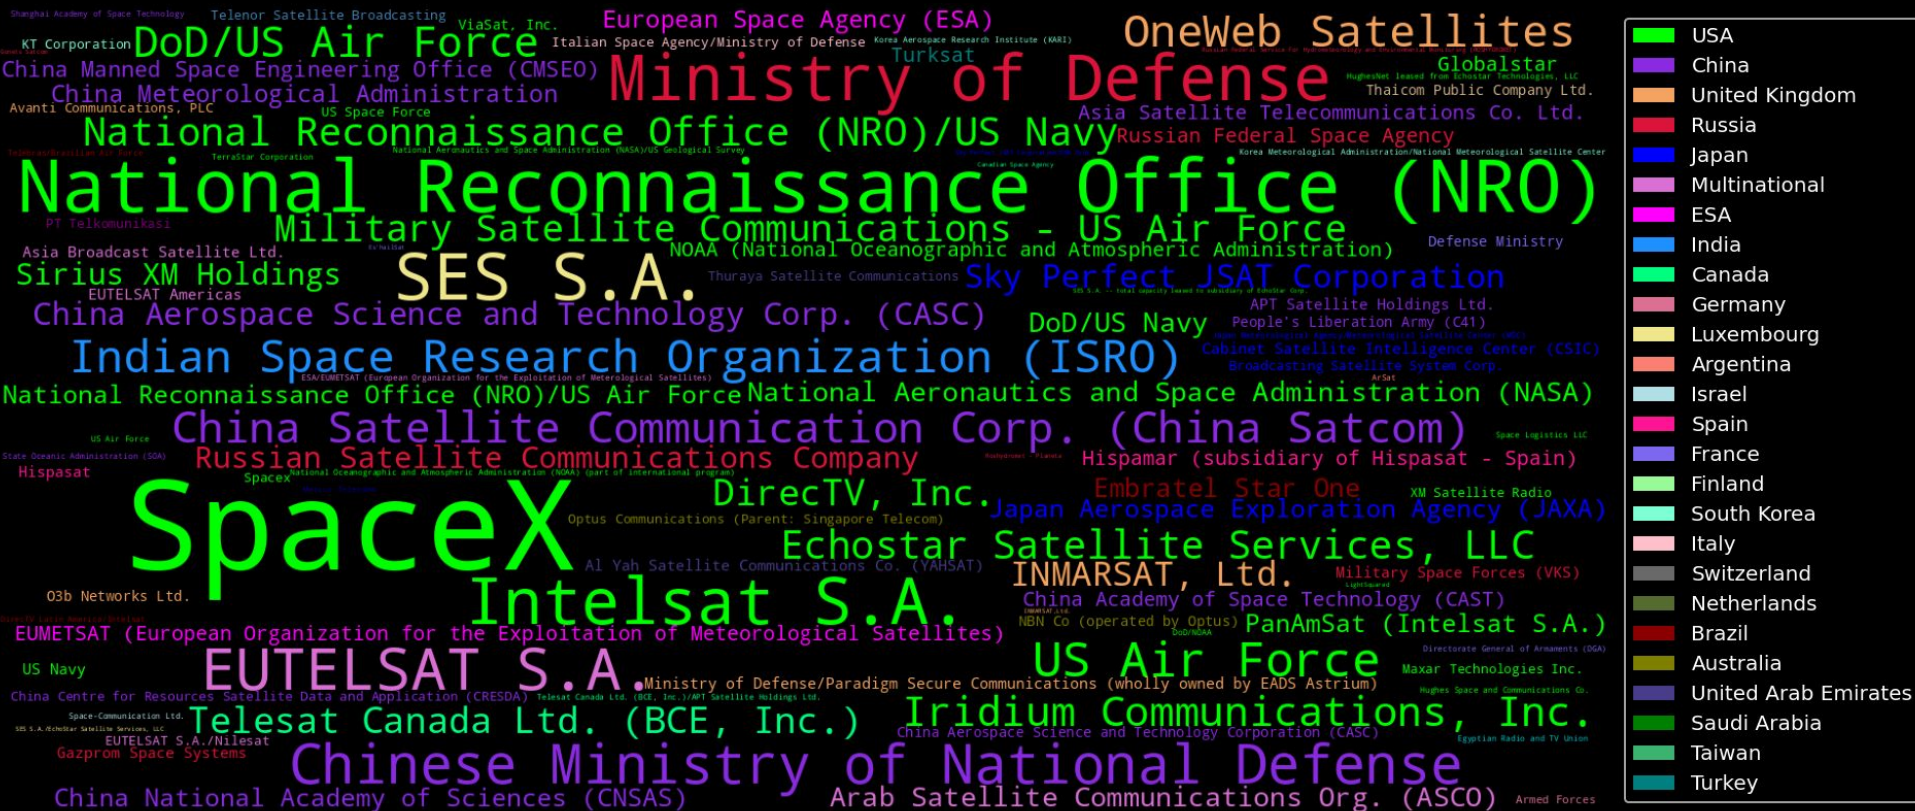 Shanghai Academy of Space Technology
Telenor Satellite Broadcasting
ViaSat, Inc.
European Space Agency (ESA)
OneWeb Satellites
KT Corporation
DoD/US Air Force
Italian Space Agency/Ministry of Defense
Korea Aerospace Research Institute (KARI)
Turksat
Globalstar
China Manned Space Engineering Office (CMSEO)
Ministry of Defense
HughesNet leased from Echostar Technologies, LLC
China Meteorological Administration
Thaicom Public Company Ltd.
Avanti Communications, PLC
US Space Force
Asia Satellite Telecommunications Co. Ltd.
National Reconnaissance Office (NRO)/US Navy
Russian Federal Space Agency
National Aeronautics and Space Administration (NASA)/US Geological Survey
Korea Meteorological Administration/National Meteorological Satellite Center
TerraStar Corporation
Canadian Space Agency
National Reconnaissance Office (NRO)
PT Telkomunikasi
Military Satellite Communications - US Air Force
Defense Ministry
Asia Broadcast Satellite Ltd.
NOAA (National Oceanographic and Atmospheric Administration)
Sirius XM Holdings
SES S.A.
Thuraya Satellite Communications
Sky Perfect JSAT Corporation
SES S.A. -- total capacity leased to subsidiary of EchoStar Corp.
EUTELSAT Americas
APT Satellite Holdings Ltd.
China Aerospace Science and Technology Corp. (CASC)
DoD/US Navy
People's Liberation Army (C41)
Indian Space Research Organization (ISRO)
Cabinet Satellite Intelligence Center (CSIC)
Broadcasting Satellite System Corp.
ESA/EUMETSAT (European Organization for the Exploitation of Meterological Satellites)
ArSat
National Reconnaissance Office (NRO)/US Air Force
National Aeronautics and Space Administration (NASA)
China Satellite Communication Corp. (China Satcom)
US Air Force
Space Logistics LLC
State Oceanic Administration (SOA)
Russian Satellite Communications Company
Hispamar (subsidiary of Hispasat - Spain)
Hispasat
National Oceanographic and Atmospheric Administration (NOAA) (part of international program)
Spacex
SpaceX
DirecTV, Inc.
Embratel Star One
XM Satellite Radio
Optus Communications (Parent: Singapore Telecom)
Japan Aerospace Exploration Agency (JAXA)
Echostar Satellite Services, LLC
Al Yah Satellite Communications Co. (YAHSAT)
INMARSAT, Ltd.
Military Space Forces (VKS)
LightSquared
O3b Networks Ltd.
Intelsat S.A.
China Academy of Space Technology (CAST)
INMARSAT,Ltd.
NBN Co (operated by Optus)
PanAmSat (Intelsat S.A.)
EUMETSAT (European Organization for the Exploitation of Meteorological Satellites)
DoD/NOAA
Directorate General of Armaments (DGA)
US Navy
EUTELSAT S.A.
US Air Force
Maxar Technologies Inc.
Ministry of Defense/Paradigm Secure Communications (wholly owned by EADS Astrium)
Hughes Space and Communications Co.
China Centre for Resources Satellite Data and Application (CRESDA)
Telesat Canada Ltd. (BCE, Inc.)/APT Satellite Holdings Ltd.
Space-Communication Ltd.
Telesat Canada Ltd. (BCE, Inc.)
Iridium Communications, Inc.
SES S.A./EchoStar Satellite Services, LLC
China Aerospace Science and Technology Corporation (CASC)
EUTELSAT S.A./Nilesat
Egyptian Radio and TV Union
Gazprom Space Systems
Chinese Ministry of National Defense
China National Academy of Sciences (CNSAS)
Arab Satellite Communications Org. (ASCO)
Armed Forces
USA
China
United Kingdom
Russia
Japan
Multinational
ESA
India
Canada
Germany
Luxembourg
Argentina
Israel
Spain
France
Finland
South Korea
Italy
Switzerland
Netherlands
Brazil
Australia
United Arab Emirates
Saudi Arabia
Taiwan
Turkey